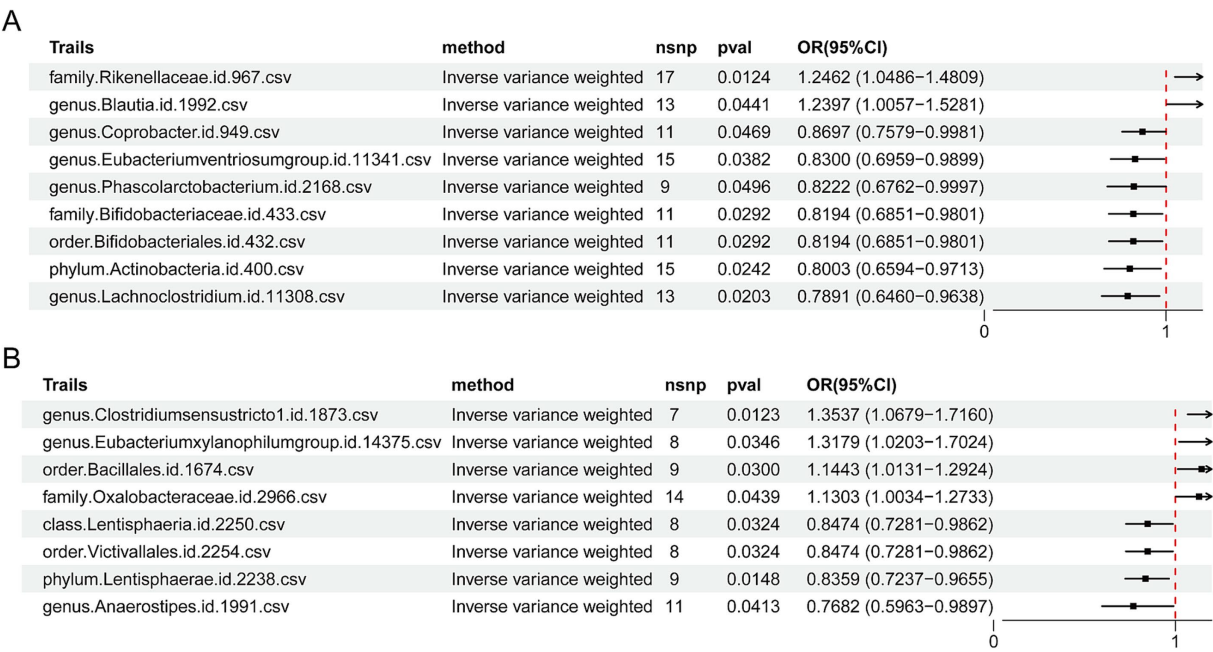 A
Trails method nsnp pval OR(95%CI)
family.Rikenellaceae.id.967.csv Inverse variance weighted 17 0.0124 1.2462 (1.0486−1.4809)
genus.Blautia.id.1992.csv Inverse variance weighted 13 0.0441 1.2397 (1.0057−1.5281)
genus.Coprobacter.id.949.csv Inverse variance weighted 11 0.0469 0.8697 (0.7579−0.9981)
genus.Eubacteriumventriosumgroup.id.11341.csv Inverse variance weighted 15 0.0382 0.8300 (0.6959−0.9899)
genus.Phascolarctobacterium.id.2168.csv Inverse variance weighted 9 0.0496 0.8222 (0.6762−0.9997)
family.Bifidobacteriaceae.id.433.csv Inverse variance weighted 11 0.0292 0.8194 (0.6851−0.9801)
order.Bifidobacteriales.id.432.csv Inverse variance weighted 11 0.0292 0.8194 (0.6851−0.9801)
phylum.Actinobacteria.id.400.csv Inverse variance weighted 15 0.0242 0.8003 (0.6594−0.9713)
genus.Lachnoclostridium.id.11308.csv Inverse variance weighted 13 0.0203 0.7891 (0.6460−0.9638)
0 1
B
Trails method nsnp pval OR(95%CI)
genus.Clostridiumsensustricto1.id.1873.csv Inverse variance weighted 7 0.0123 1.3537 (1.0679−1.7160)
genus.Eubacteriumxylanophilumgroup.id.14375.csv Inverse variance weighted 8 0.0346 1.3179 (1.0203−1.7024)
order.Bacillales.id.1674.csv Inverse variance weighted 9 0.0300 1.1443 (1.0131−1.2924)
family.Oxalobacteraceae.id.2966.csv Inverse variance weighted 14 0.0439 1.1303 (1.0034−1.2733)
class.Lentisphaeria.id.2250.csv Inverse variance weighted 8 0.0324 0.8474 (0.7281−0.9862)
order.Victivallales.id.2254.csv Inverse variance weighted 8 0.0324 0.8474 (0.7281−0.9862)
phylum.Lentisphaerae.id.2238.csv Inverse variance weighted 9 0.0148 0.8359 (0.7237−0.9655)
genus.Anaerostipes.id.1991.csv Inverse variance weighted 11 0.0413 0.7682 (0.5963−0.9897)
0 1